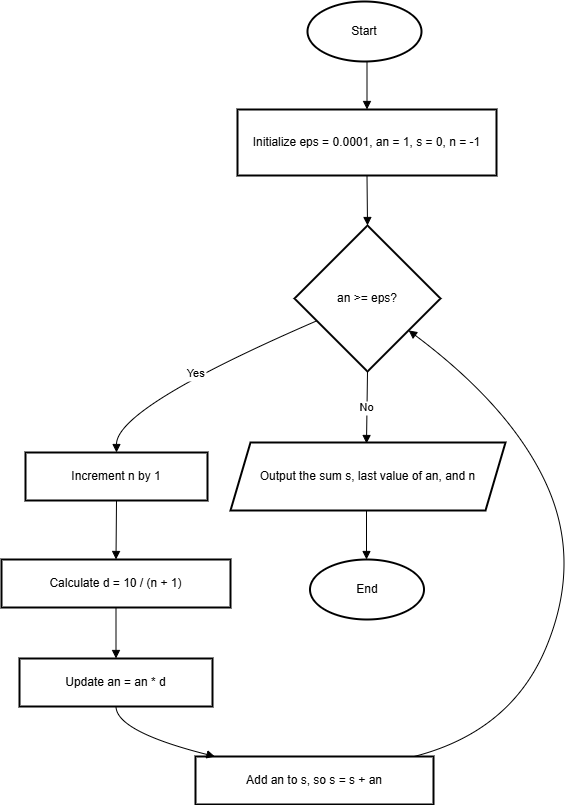 Start
Initialize eps = 0.0001, an = 1, s = 0, n = -1
an >= eps?
Yes
No
Increment n by 1
Output the sum s, last value of an, and n
Calculate d = 10 / (n + 1)
End
Update an = an * d
Add an to s, so s = s + an